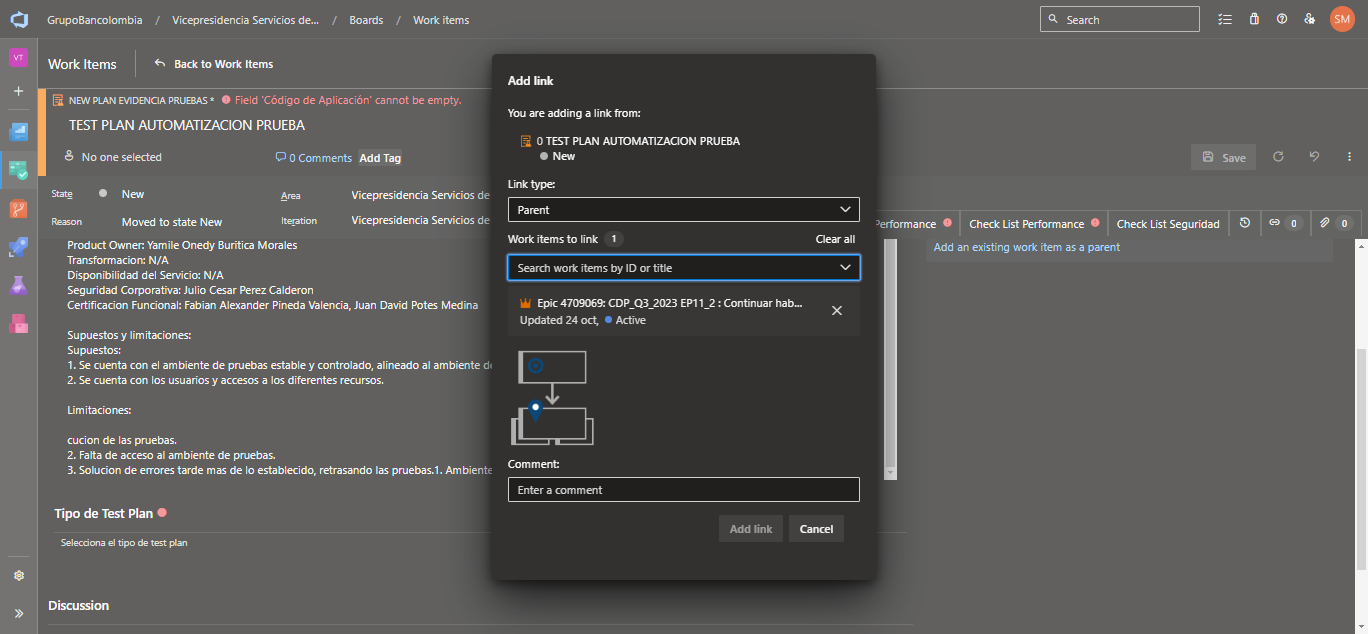 GrupoBancolombia / Vicepresidencia Servicios de... / Boards / Work items
Search
SM
VT
Work Items
Back to Work Items
NEW PLAN EVIDENCIA PRUEBAS * Field 'Código de Aplicación' cannot be empty.
TEST PLAN AUTOMATIZACION PRUEBA
No one selected
0 Comments
Add Tag
Save
State
New
Area
Vicepresidencia Servicios de
Reason
Moved to state New
Iteration
Vicepresidencia Servicios de
Performance
Check List Performance
Check List Seguridad
0
0
Product Owner: Yamile Onedy Buritica Morales
Transformacion: N/A
Disponibilidad del Servicio: N/A
Seguridad Corporativa: Julio Cesar Perez Calderon
Certificacion Funcional: Fabian Alexander Pineda Valencia, Juan David Potes Medina
Supuestos y limitaciones:
Supuestos:
1. Se cuenta con el ambiente de pruebas estable y controlado, alineado al ambiente de
2. Se cuenta con los usuarios y accesos a los diferentes recursos.
Limitaciones:
cucion de las pruebas.
2. Falta de acceso al ambiente de pruebas.
3. Solucion de errores tarde mas de lo establecido, retrasando las pruebas.1. Ambiente
Tipo de Test Plan
Selecciona el tipo de test plan
Discussion
Add an existing work item as a parent
Add link
You are adding a link from:
0 TEST PLAN AUTOMATIZACION PRUEBA
New
Link type:
Parent
Work items to link 1
Clear all
Search work items by ID or title
Epic 4709069: CDP_Q3_2023 EP11_2 : Continuar hab...
Updated 24 oct, Active
Comment:
Enter a comment
Add link
Cancel